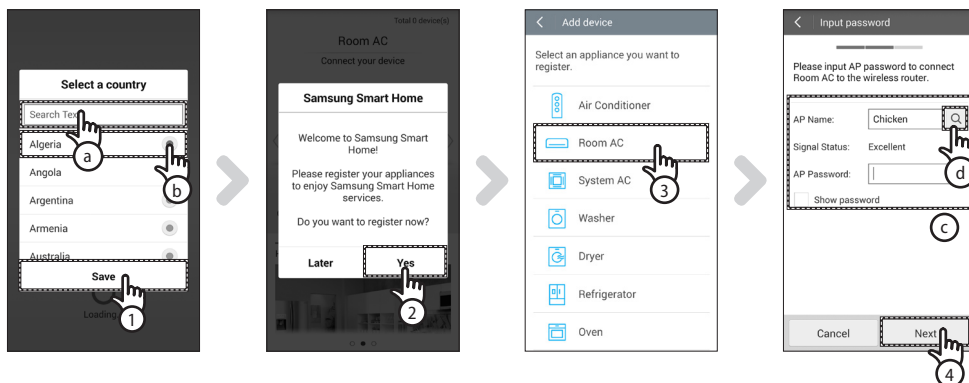 Select a country
Search Text
a
Algeria
b
Angola
Argentina
Armenia
Australia
Save
Loading
1
Total 0 device(s)
Room AC
Connect your device
Samsung Smart Home
Welcome to Samsung Smart
Home!
Please register your appliances
to enjoy Samsung Smart Home
services.
Do you want to register now?
Later
Yes
2
Add device
Select an appliance you want to
register.
Air Conditioner
Room AC
3
System AC
Washer
Dryer
Refrigerator
Oven
Input password
Please input AP password to connect
Room AC to the wireless router.
AP Name:
Chicken
d
Signal Status:
Excellent
AP Password:
Show password
c
Cancel
Next
4